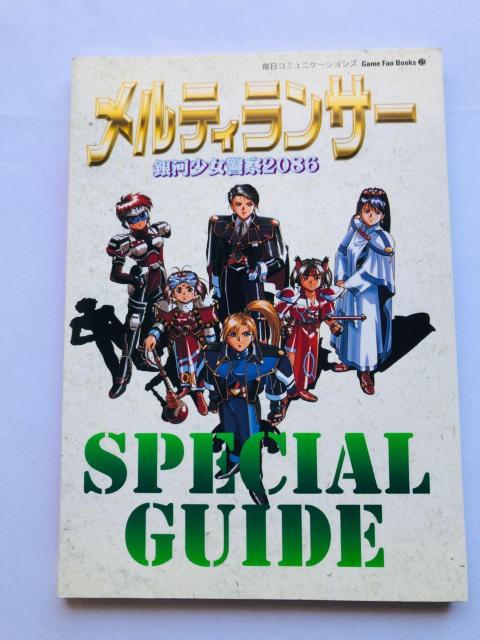 毎日コミュニケーションズ Game Fan Books
メルティランサー
銀河少女警察2086
SPECIAL
GUIDE